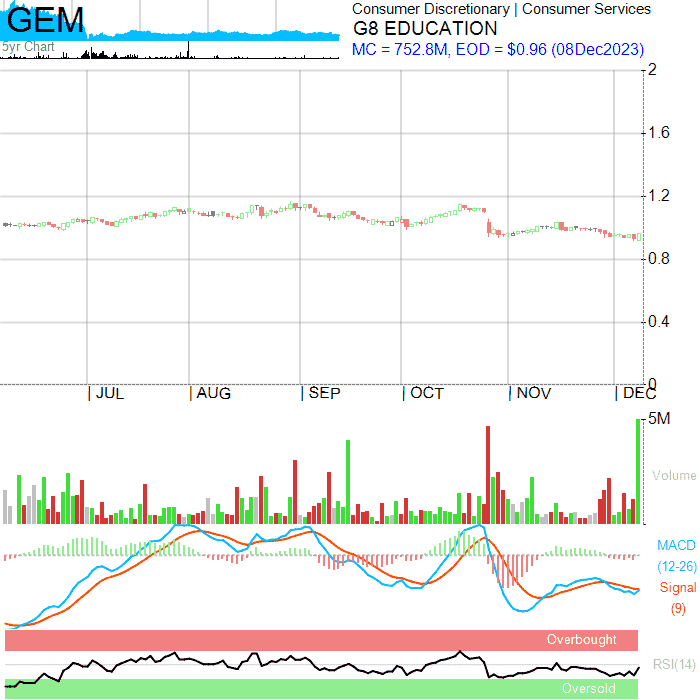 GEM
5yr Chart
Consumer Discretionary | Consumer Services
G8 EDUCATION
MC = 752.8M, EOD = $0.96 (08Dec2023)
2
1.6
1.2
0.8
0.4
0
| JUL | AUG | SEP | OCT | NOV | DEC
5M
Volume
MACD
(12-26)
Signal
(9)
Overbought
RSI(14)
Oversold